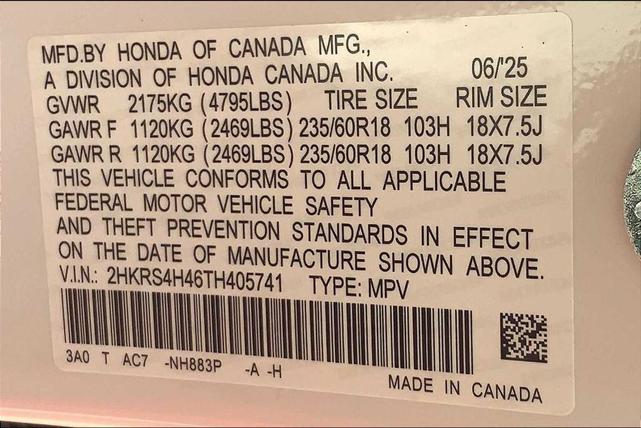 MFD.BY HONDA OF CANADA MFG.,
A DIVISION OF HONDA CANADA INC. 06/'25
GVWR 2175KG (4795LBS) TIRE SIZE RIM SIZE
GAWR F 1120KG (2469LBS) 235/60R18 103H 18X7.5J
GAWR R 1120KG (2469LBS) 235/60R18 103H 18X7.5J
THIS VEHICLE CONFORMS TO ALL APPLICABLE
FEDERAL MOTOR VEHICLE SAFETY
AND THEFT PREVENTION STANDARDS IN EFFECT
ON THE DATE OF MANUFACTURE SHOWN ABOVE.
V.I.N.: 2HKRS4H46TH405741 TYPE: MPV
3A0 T AC7 -NH883P -A -H
MADE IN CANADA